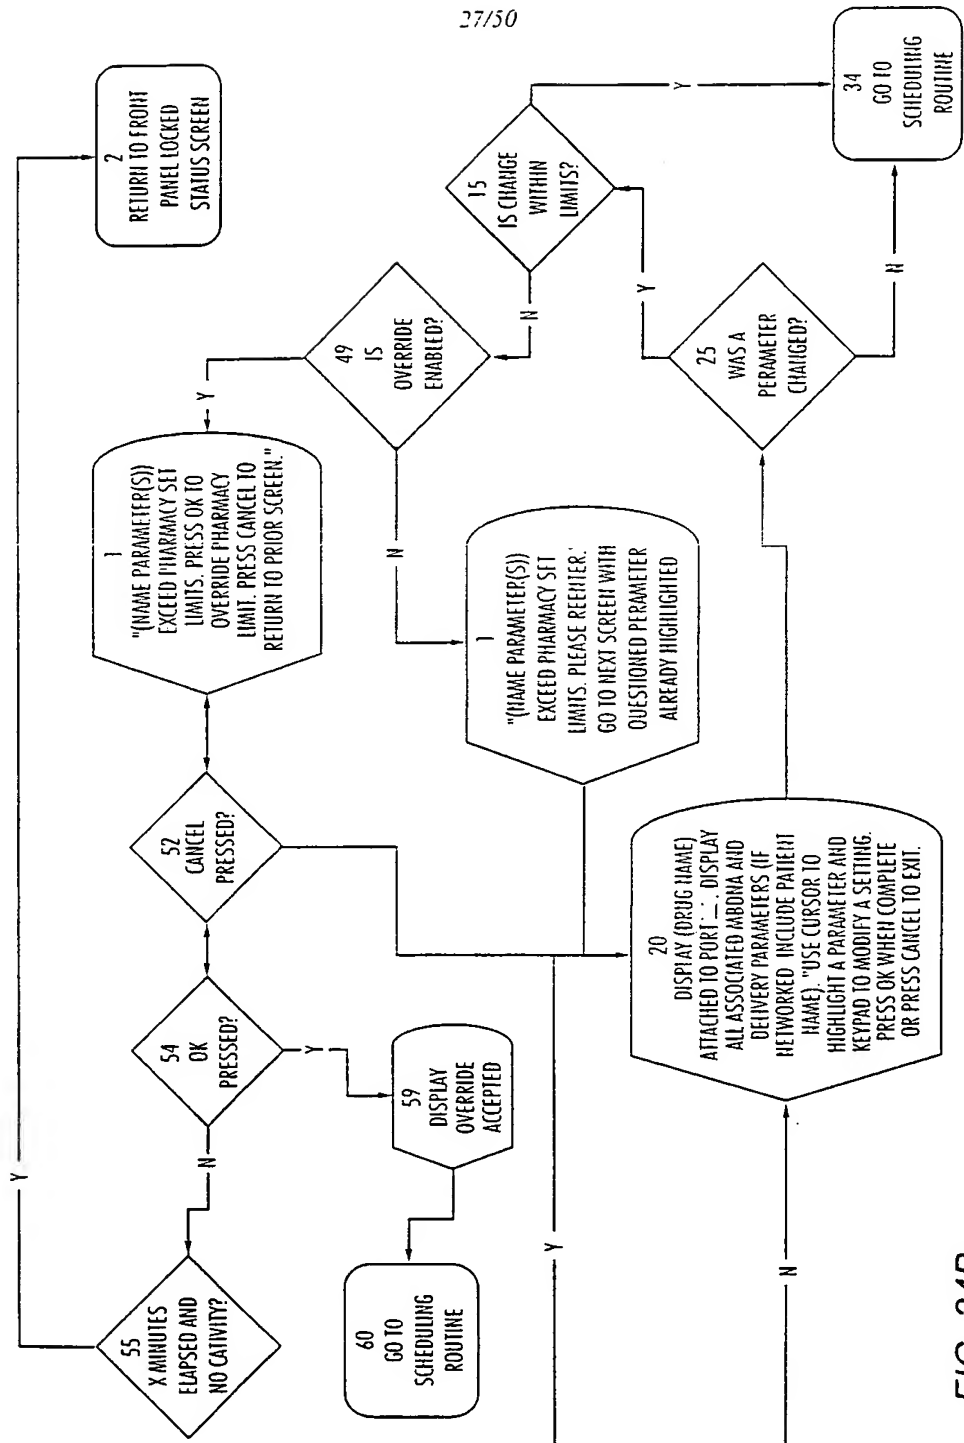 27/50
2
RETURN TO FRONT
PANEL LOCKED
STATUS SCREEN
15
IS CHANGE
WITHIN
LIMITS?
Y
34
GO TO
SCHEDULING
ROUTINE
N
49
IS
OVERRIDE
ENABLED?
Y
Y
25
WAS A
PERAMETER
CHANGED?
N
1
"(NAME PARAMETER(S))
EXCEED PHARMACY SET
LIMITS. PRESS OK TO
OVERRIDE PHARMACY
LIMIT. PRESS CANCEL TO
RETURN TO PRIOR SCREEN."
N
1
"(NAME PARAMETER(S))
EXCEED PHARMACY SET
LIMITS. PLEASE REENTER.'
GO TO NEXT SCREEN WITH
QUESTIONED PERAMETER
ALREADY HIGHLIGHTED
52
CANCEL
PRESSED?
54
OK
PRESSED?
Y
59
DISPLAY
OVERRIDE
ACCEPTED
20
DISPLAY (DRUG NAME)
ATTACHED TO PORT __. DISPLAY
ALL ASSOCIATED MBDNA AND
DELIVERY PARAMETERS (IF
NETWORKED INCLUDE PATIENT
NAME). "USE CURSOR TO
HIGHLIGHT A PARAMETER AND
KEYPAD TO MODIFY A SETTING.
PRESS OK WHEN COMPLETE
OR PRESS CANCEL TO EXIT.
Y
N
55
X MINUTES
ELAPSED AND
NO CATIVITY?
60
GO TO
SCHEDULING
ROUTINE
Y
N